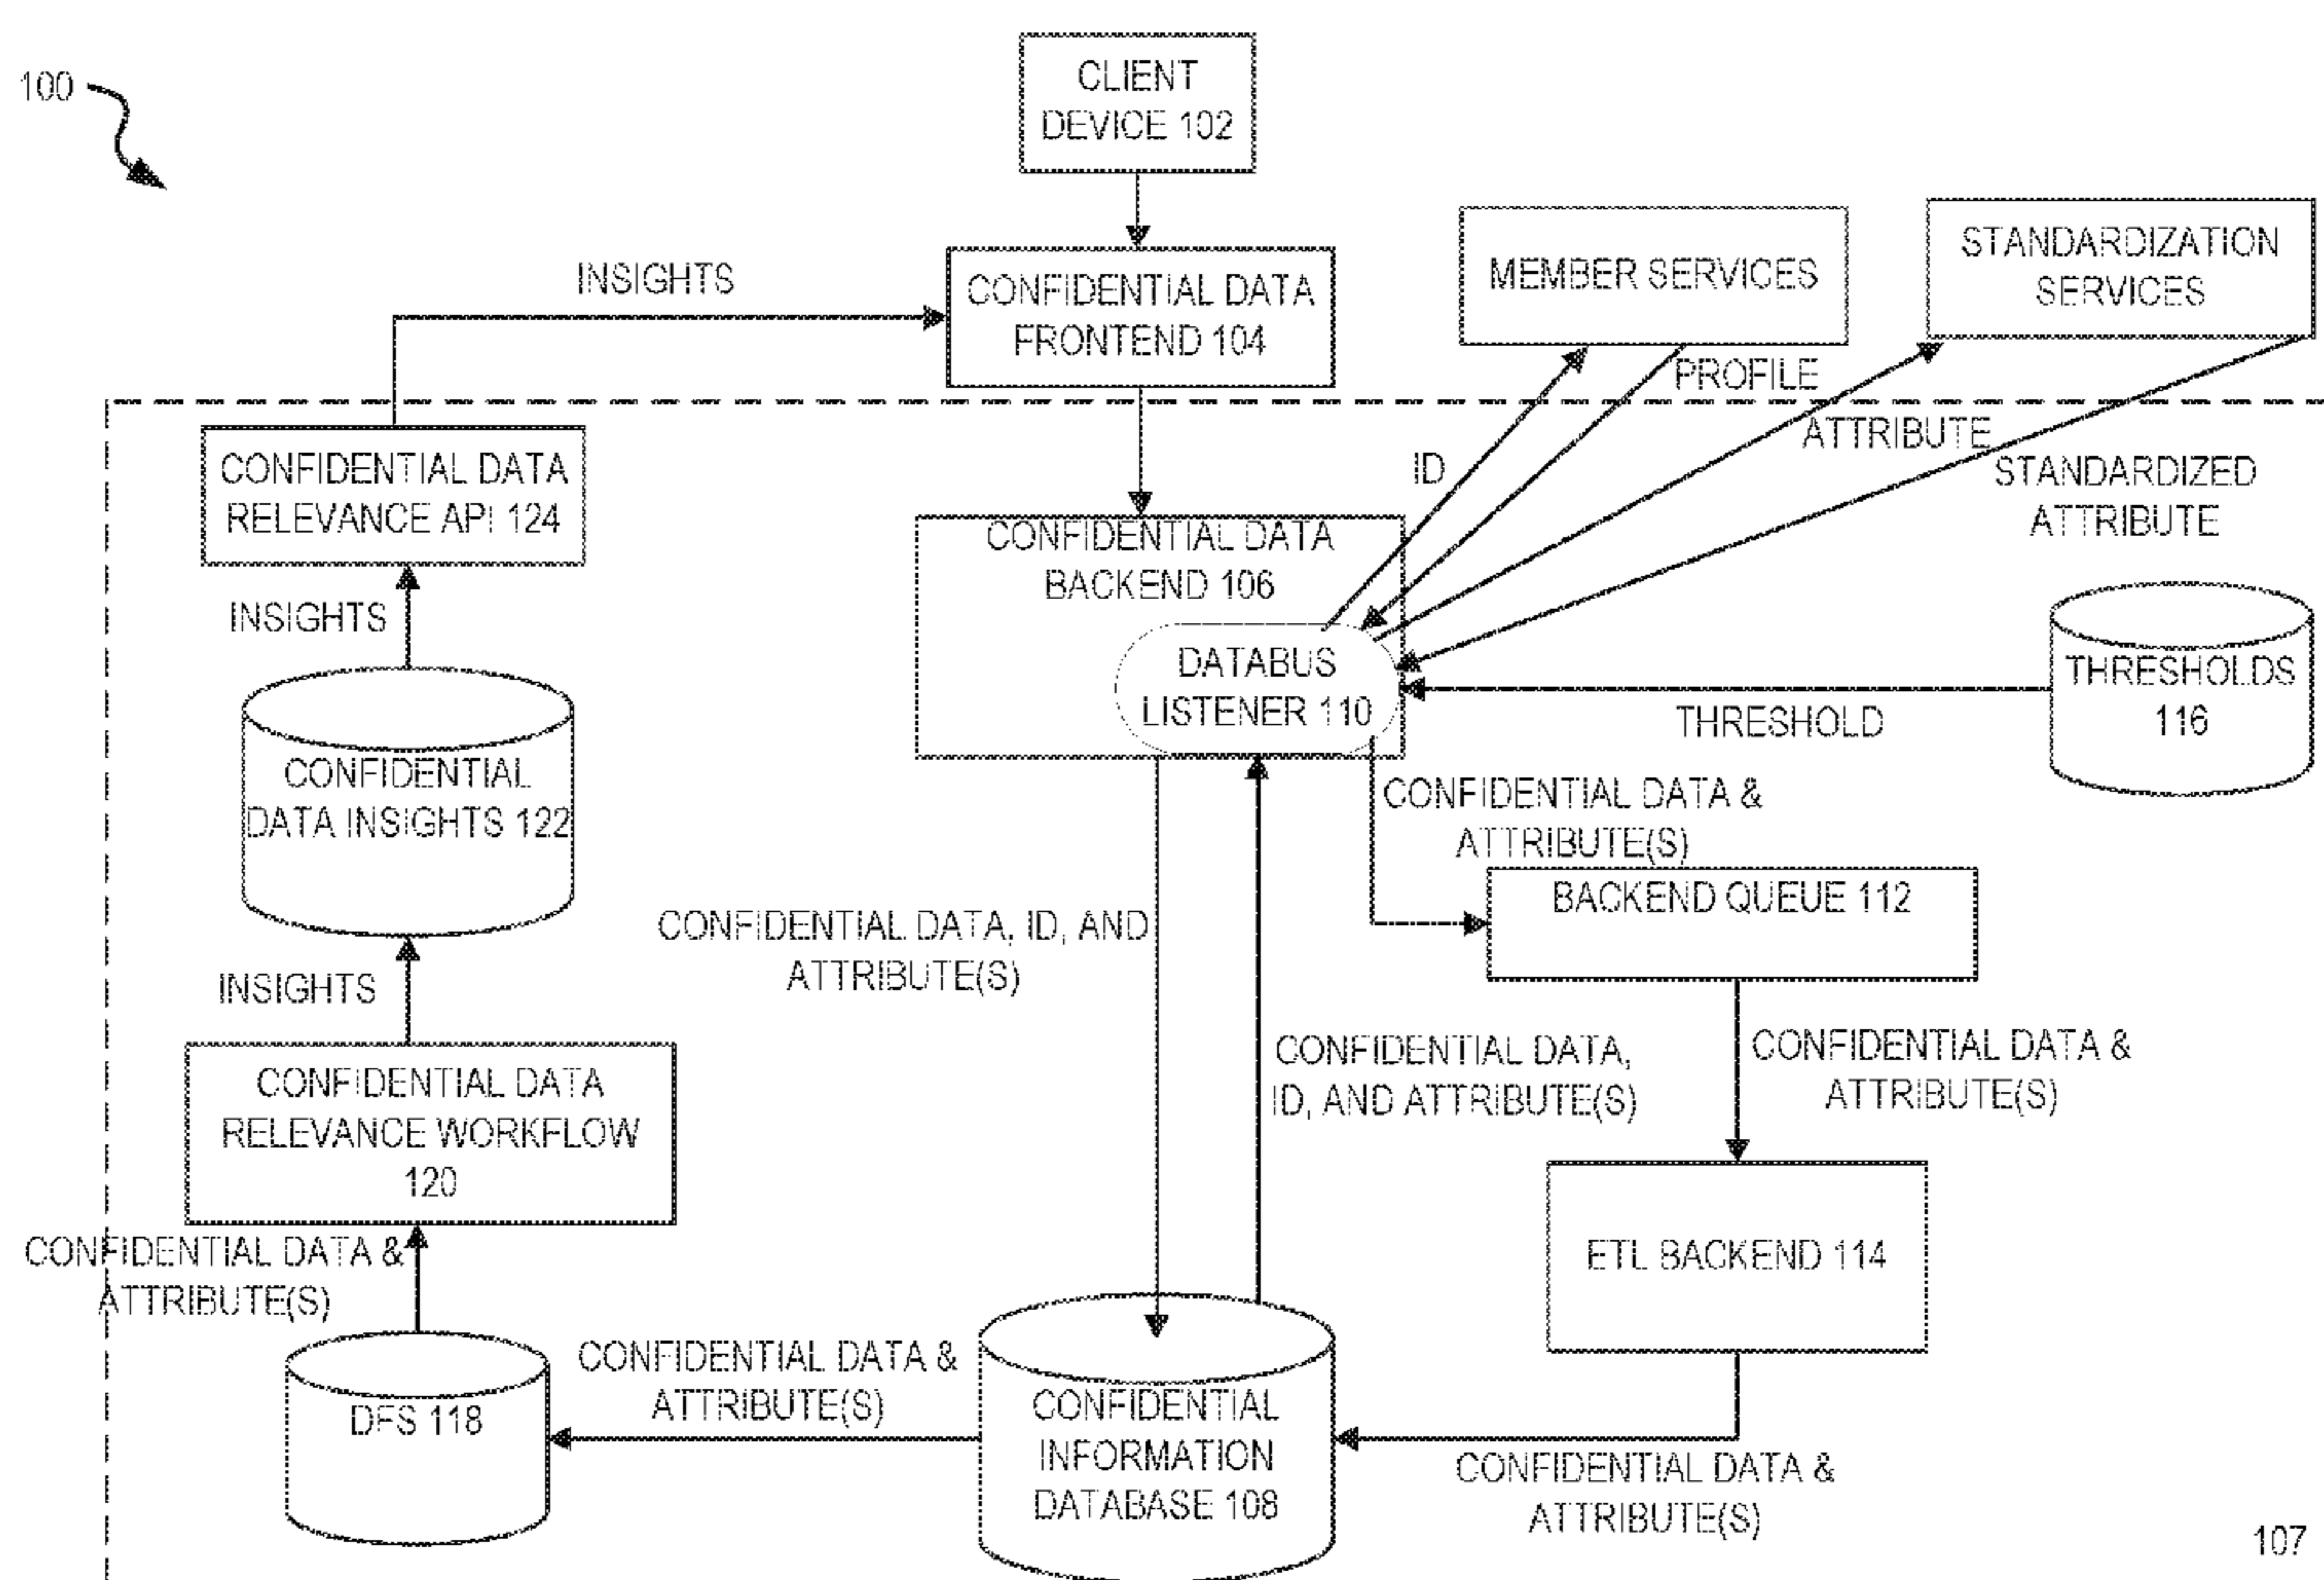 100
CLIENT
DEVICE 102
INSIGHTS
CONFIDENTIAL DATA
FRONTEND 104
MEMBER SERVICES
STANDARDIZATION
SERVICES
PROFILE
ATTRIBUTE
ID
STANDARDIZED
ATTRIBUTE
CONFIDENTIAL DATA
RELEVANCE API 124
CONFIDENTIAL DATA
BACKEND 106
INSIGHTS
DATABUS
LISTENER 110
THRESHOLDS
116
THRESHOLD
CONFIDENTIAL
DATA INSIGHTS 122
CONFIDENTIAL DATA &
ATTRIBUTE(S)
BACKEND QUEUE 112
CONFIDENTIAL DATA, ID, AND
ATTRIBUTE(S)
INSIGHTS
CONFIDENTIAL DATA
RELEVANCE WORKFLOW
120
CONFIDENTIAL DATA,
ID, AND ATTRIBUTE(S)
CONFIDENTIAL DATA &
ATTRIBUTE(S)
ETL BACKEND 114
CONFIDENTIAL DATA &
ATTRIBUTE(S)
DFS 118
CONFIDENTIAL DATA &
ATTRIBUTE(S)
CONFIDENTIAL
INFORMATION
DATABASE 108
CONFIDENTIAL DATA &
ATTRIBUTE(S)
107